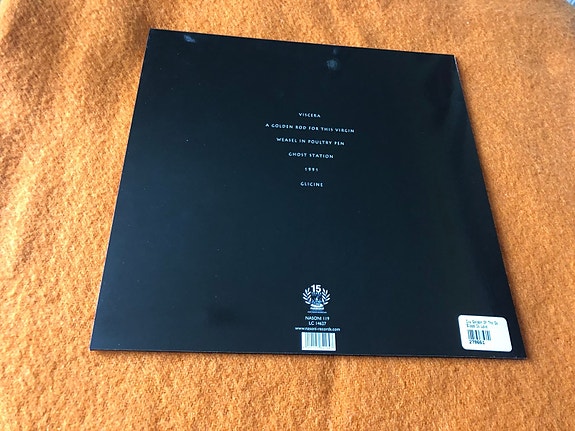 VISCERA
A GOLDEN ROD FOR THIS VIRGIN
WEASEL IN POULTRY PEN
GHOST STATION
1991
GLICINE
15
NASONI 119
LC 14627
www.nasoni-records.com
270661